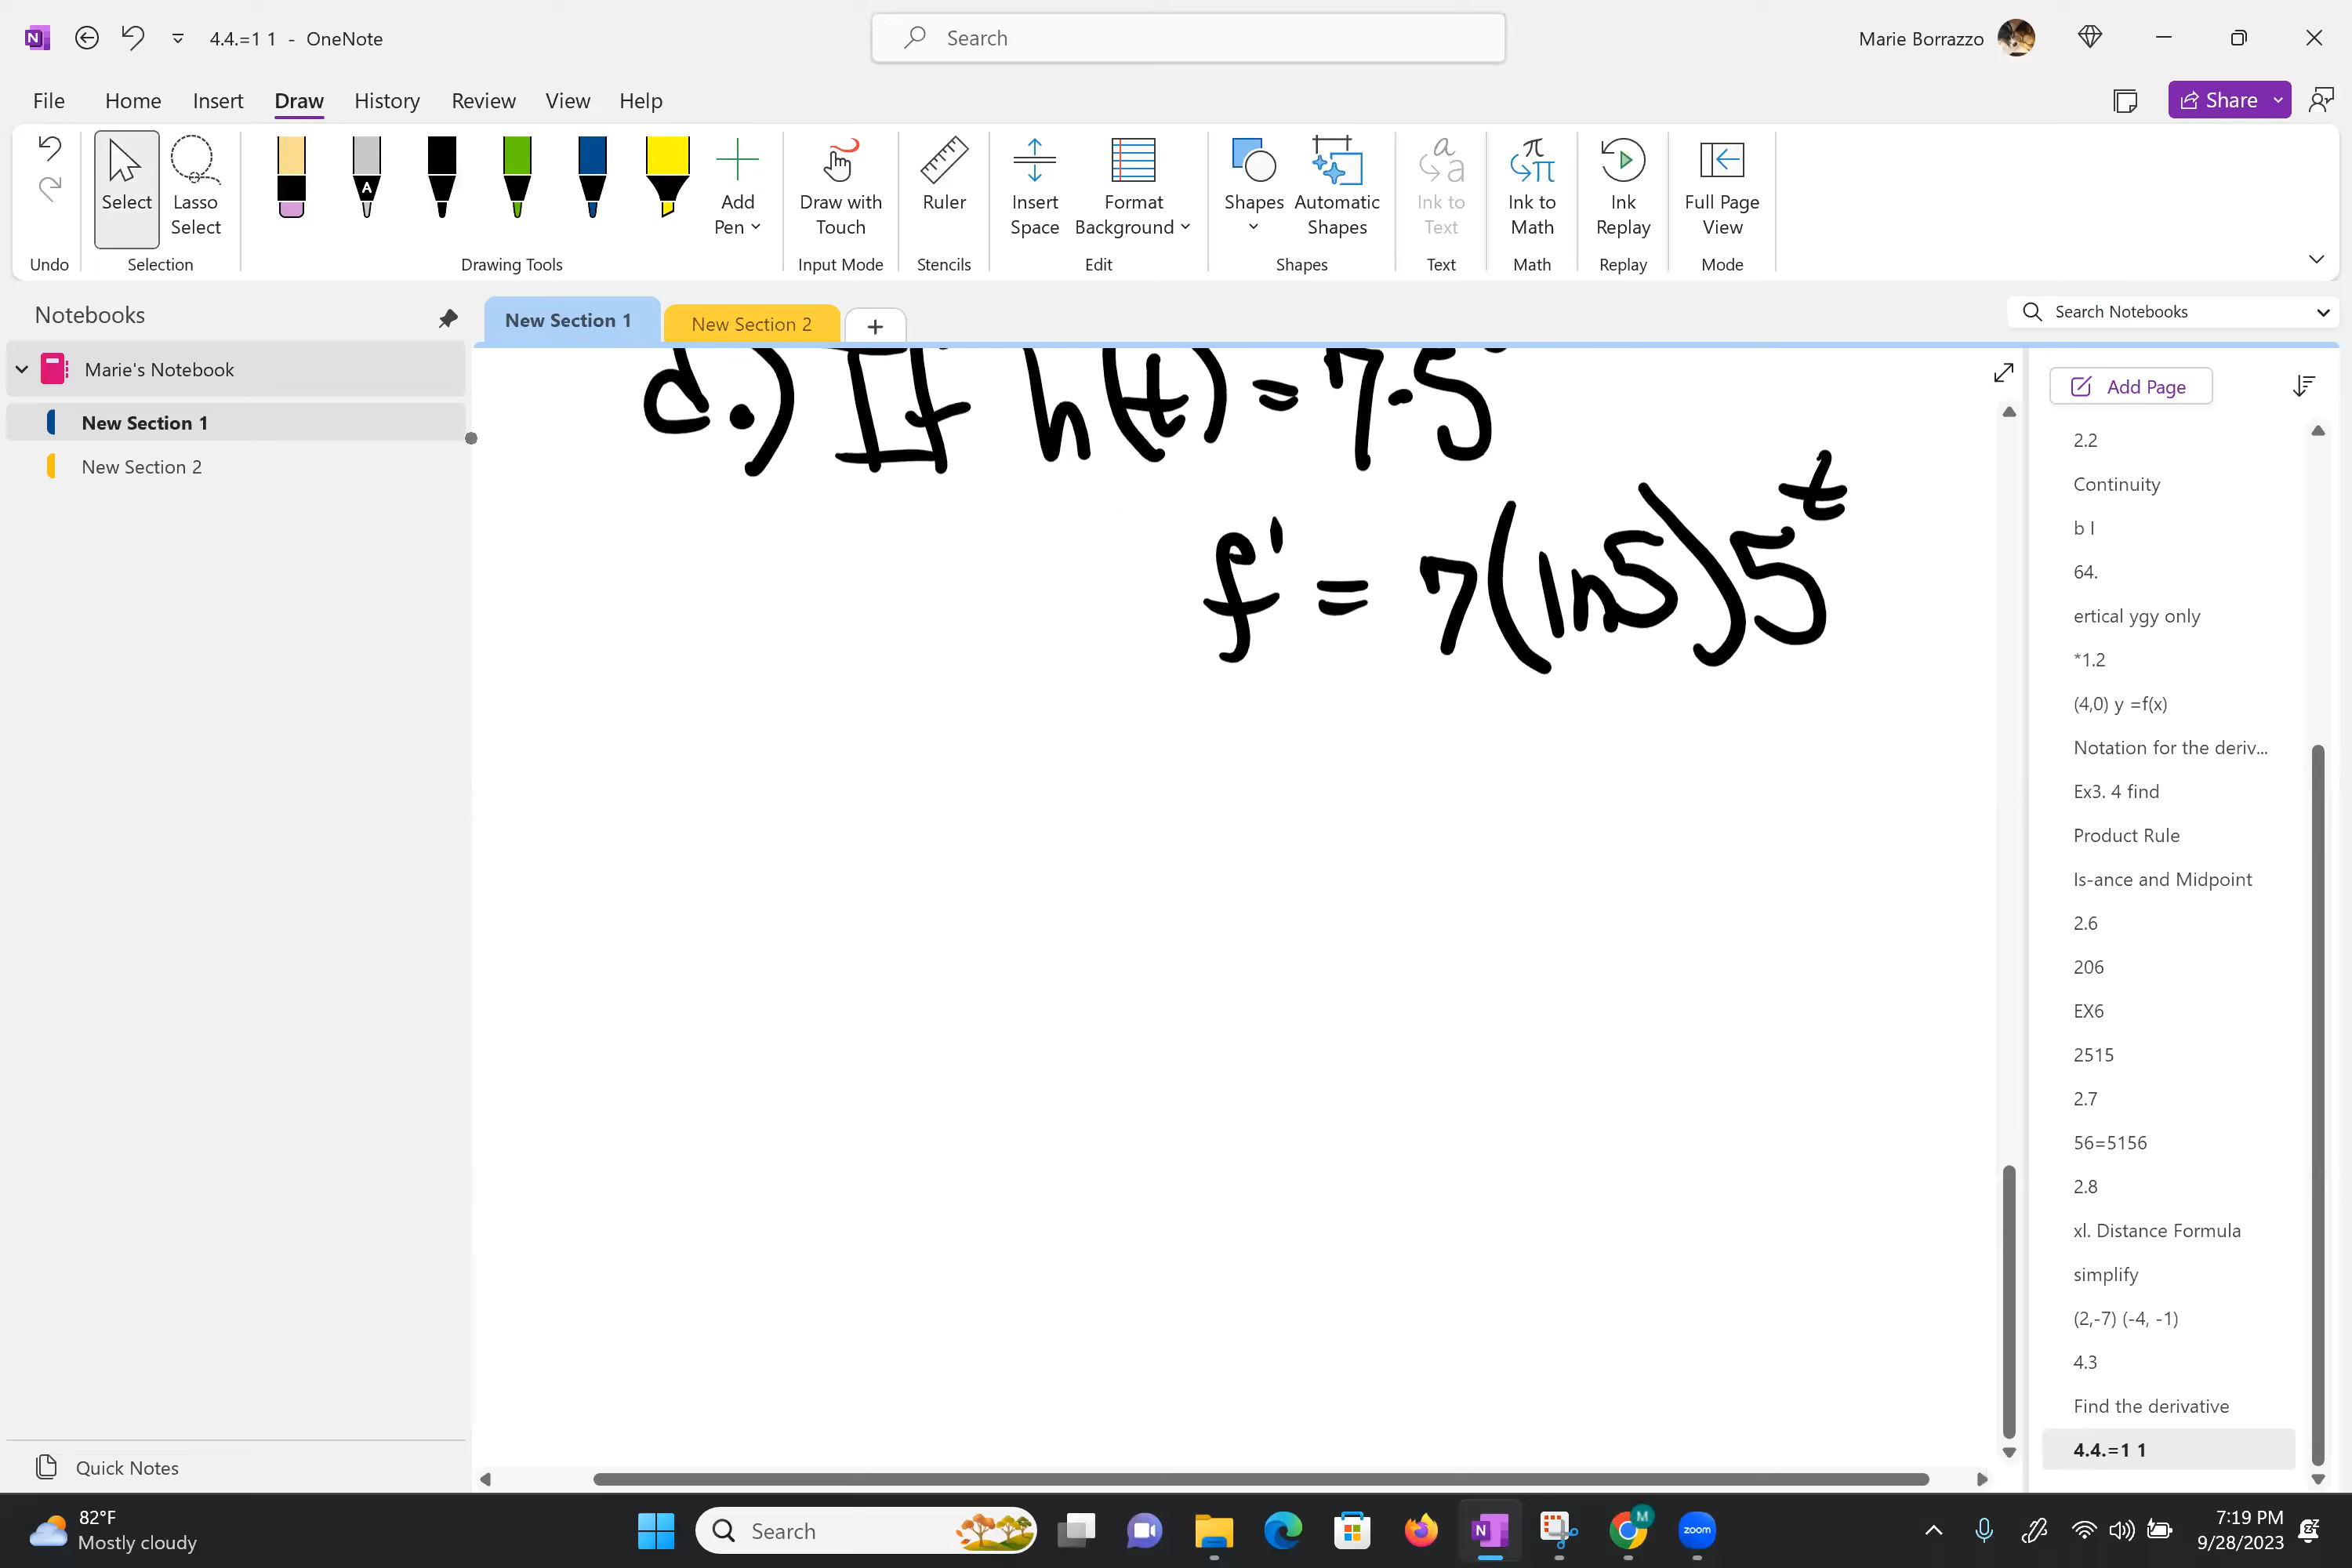 4.4.=1 1 - OneNote
Search
Marie Borrazzo
File Home Insert Draw History Review View Help
Share
Select
Lasso Select
A
Add Pen
Draw with Touch
Ruler
Insert Space
Format Background
Shapes
Automatic Shapes
Ink to Text
Ink to Math
Ink Replay
Full Page View
Undo Selection Drawing Tools Input Mode Stencils Edit Shapes Text Math Replay Mode
Notebooks
Marie's Notebook
New Section 1
New Section 2
Quick Notes
New Section 1 New Section 2 +
Search Notebooks
d.) If h(t) = 7·5
f' = 7(ln5)5^t
Add Page
2.2
Continuity
b I
64.
ertical ygy only
*1.2
(4,0) y =f(x)
Notation for the deriv...
Ex3. 4 find
Product Rule
Is-ance and Midpoint
2.6
206
EX6
2515
2.7
56=5156
2.8
xl. Distance Formula
simplify
(2,-7) (-4, -1)
4.3
Find the derivative
4.4.=1 1
82°F
Mostly cloudy
Search
N
M
zoom
7:19 PM
9/28/2023